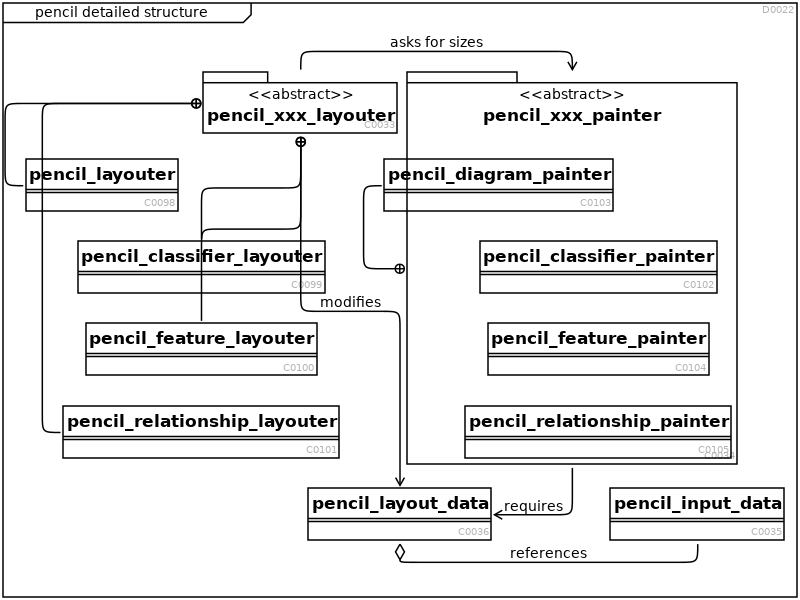 pencil detailed structure
D0022
asks for sizes
<<abstract>>
pencil_xxx_layouter
C0033
<<abstract>>
pencil_xxx_painter
pencil_layouter
C0098
pencil_diagram_painter
C0103
pencil_classifier_layouter
C0099
pencil_classifier_painter
C0102
modifies
pencil_feature_layouter
C0100
pencil_feature_painter
C0104
pencil_relationship_layouter
C0101
pencil_relationship_painter
C0105
C0034
pencil_layout_data
C0036
requires
pencil_input_data
C0035
references